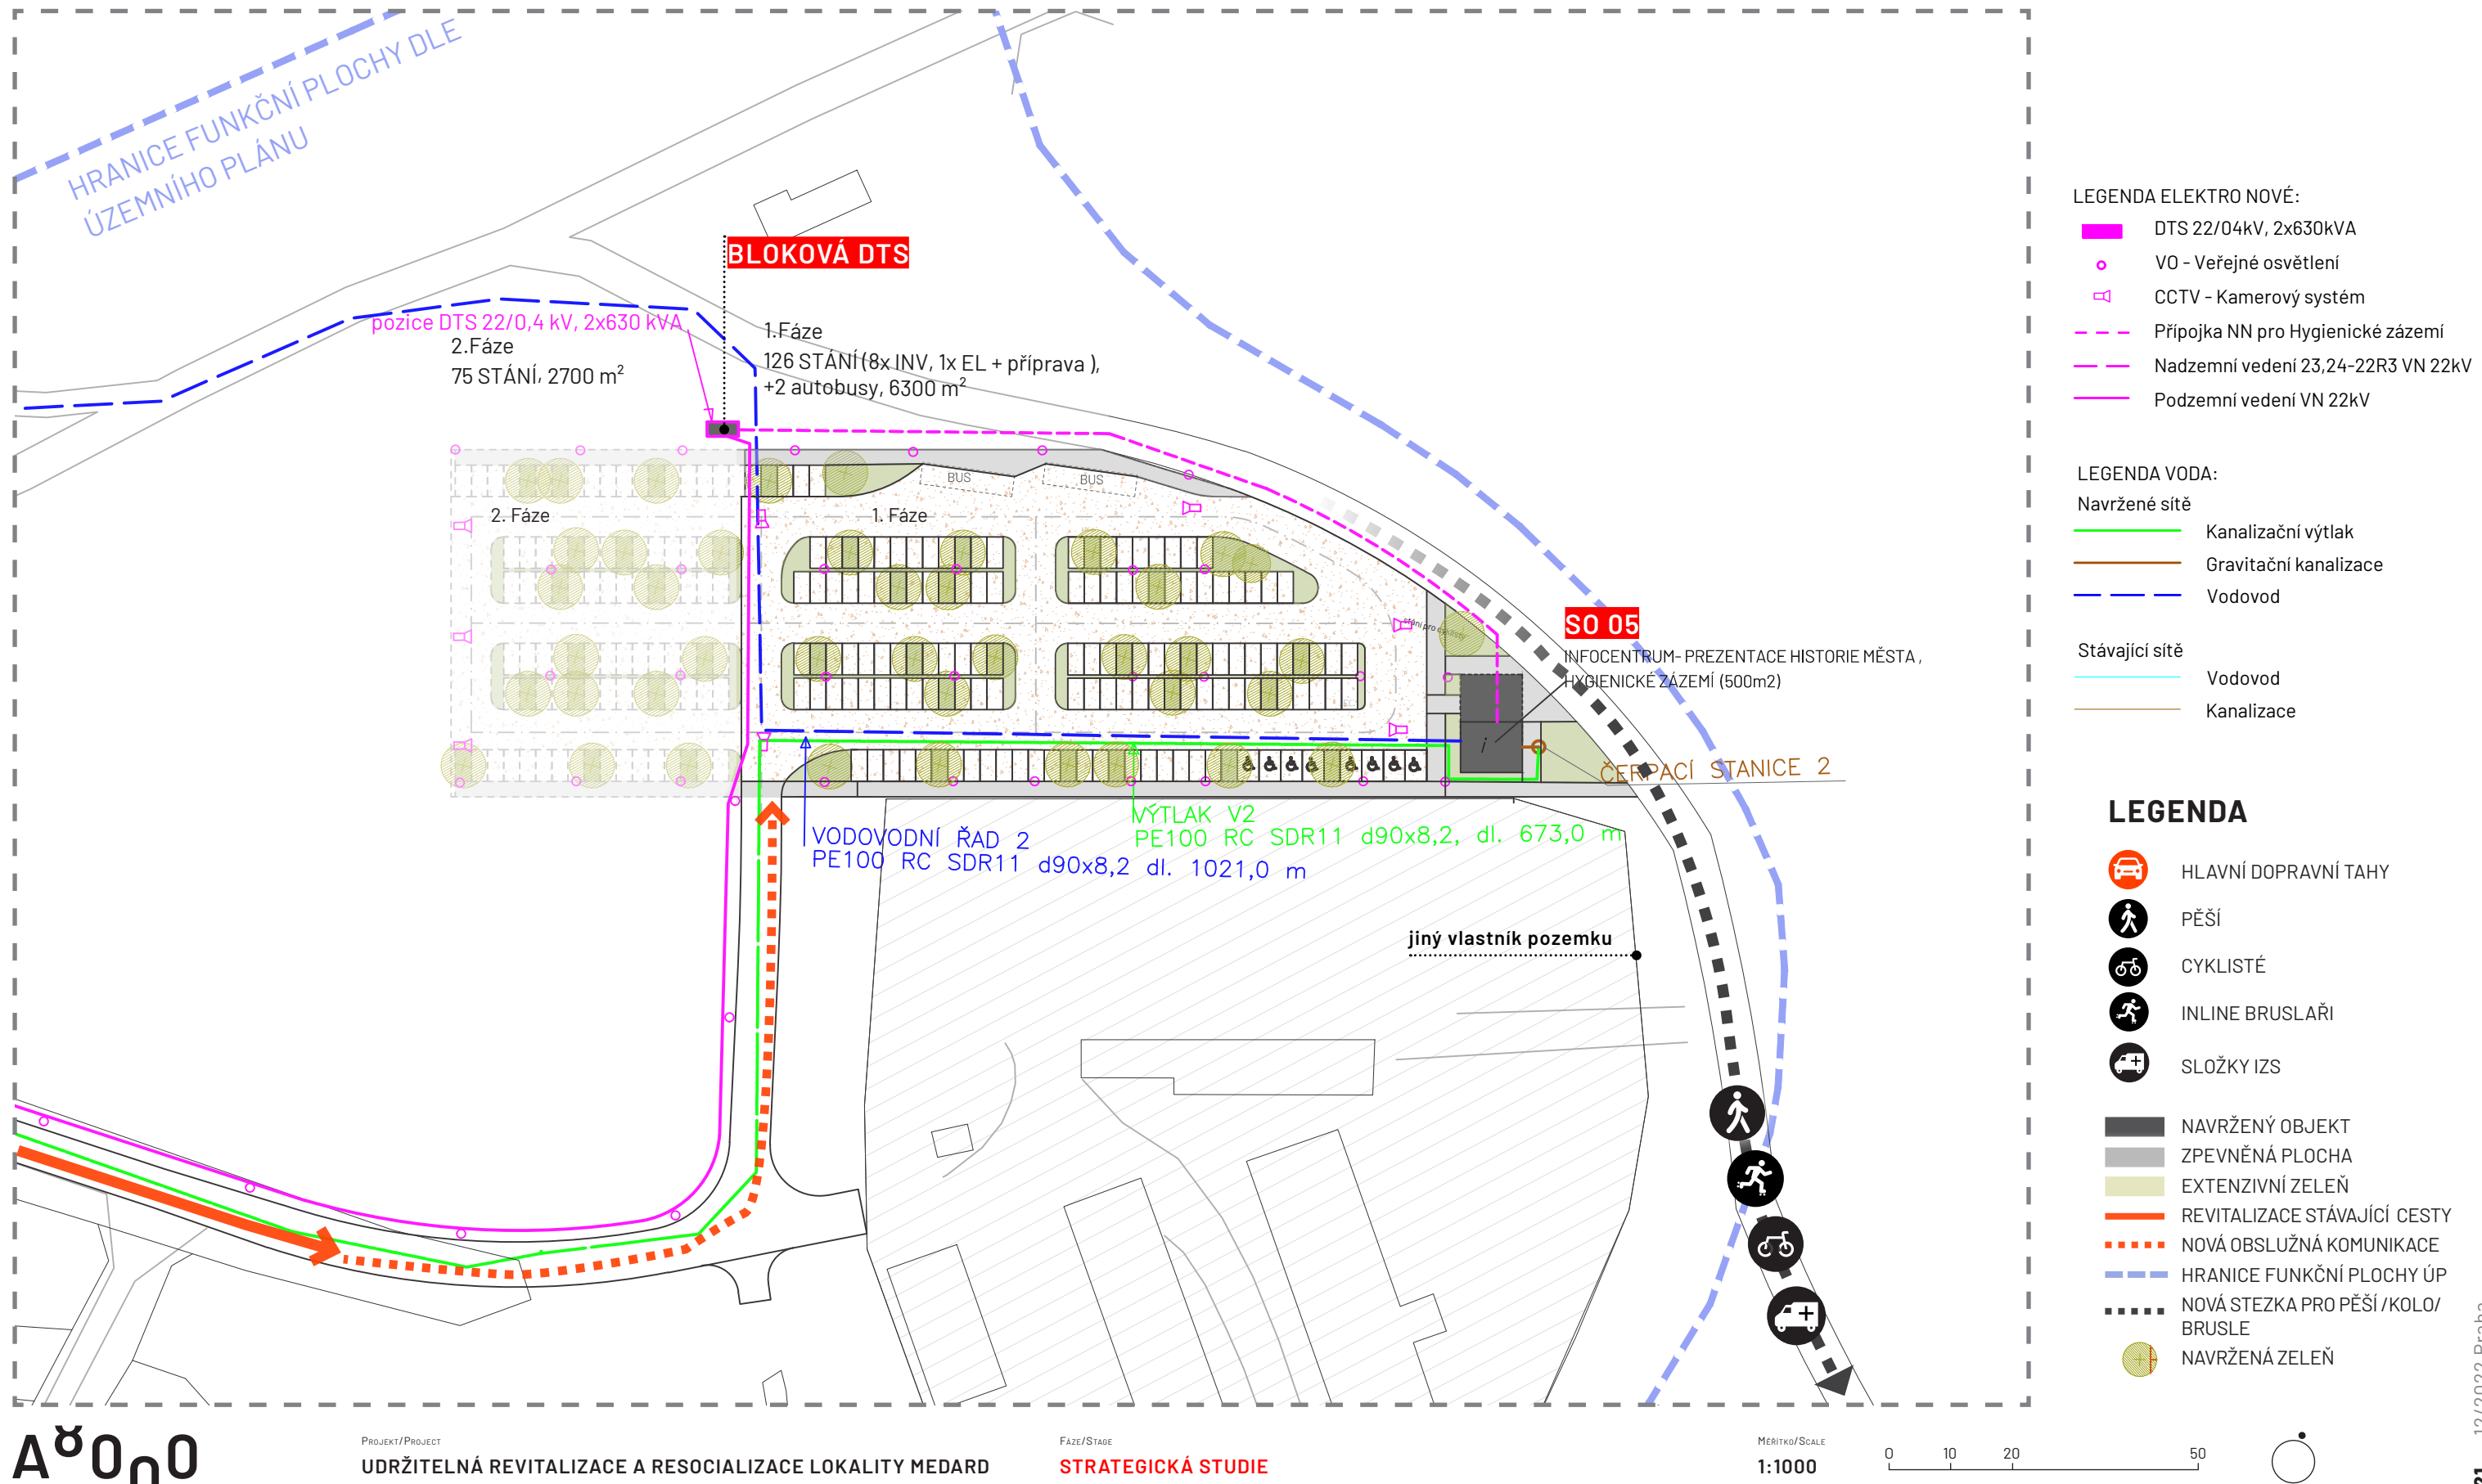 HRANICE FUNKČNÍ PLOCHY DLE
ÚZEMNÍHO PLÁNU
BLOKOVÁ DTS
pozice DTS 22/0,4 kV, 2x630 kVA
2.Fáze
75 STÁNÍ, 2700 m²
1.Fáze
126 STÁNÍ (8x INV, 1x EL + příprava ),
+2 autobusy, 6300 m²
BUS
BUS
2. Fáze
1. Fáze
stání pro cyklisty
SO 05
INFOCENTRUM- PREZENTACE HISTORIE MĚSTA ,
HYGIENICKÉ ZÁZEMÍ (500m2)
i
ČERPACÍ STANICE 2
VÝTLAK V2
PE100 RC SDR11 d90x8,2, dl. 673,0 m
VODOVODNÍ ŘAD 2
PE100 RC SDR11 d90x8,2 dl. 1021,0 m
jiný vlastník pozemku
LEGENDA ELEKTRO NOVÉ:
DTS 22/04kV, 2x630kVA
VO - Veřejné osvětlení
CCTV - Kamerový systém
Přípojka NN pro Hygienické zázemí
Nadzemní vedení 23,24-22R3 VN 22kV
Podzemní vedení VN 22kV
LEGENDA VODA:
Navržené sítě
Kanalizační výtlak
Gravitační kanalizace
Vodovod
Stávající sítě
Vodovod
Kanalizace
LEGENDA
HLAVNÍ DOPRAVNÍ TAHY
PĚŠÍ
CYKLISTÉ
INLINE BRUSLAŘI
SLOŽKY IZS
NAVRŽENÝ OBJEKT
ZPEVNĚNÁ PLOCHA
EXTENZIVNÍ ZELEŇ
REVITALIZACE STÁVAJÍCÍ CESTY
NOVÁ OBSLUŽNÁ KOMUNIKACE
HRANICE FUNKČNÍ PLOCHY ÚP
NOVÁ STEZKA PRO PĚŠÍ /KOLO/
BRUSLE
NAVRŽENÁ ZELEŇ
12/2022 Praha
A8000
Projekt/Project
UDRŽITELNÁ REVITALIZACE A RESOCIALIZACE LOKALITY MEDARD
Fáze/Stage
STRATEGICKÁ STUDIE
Měřítko/Scale
1:1000
0 10 20 50